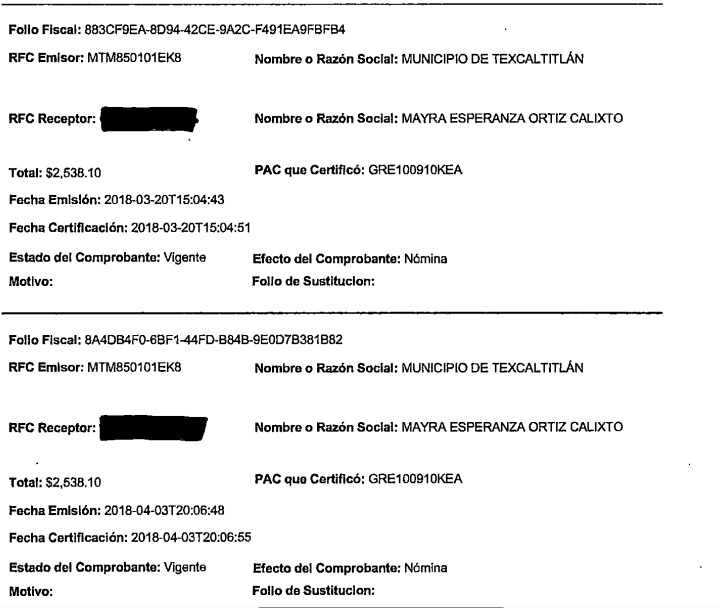 Folio Fiscal: 883CF9EA-8D94-42CE-9A2C-F491EA9FBFB4
RFC Emisor: MTM850101EK8 Nombre o Razón Social: MUNICIPIO DE TEXCALTITLÁN
RFC Receptor: Nombre o Razón Social: MAYRA ESPERANZA ORTIZ CALIXTO
Total: $2,538.10 PAC que Certificó: GRE100910KEA
Fecha Emisión: 2018-03-20T15:04:43
Fecha Certificación: 2018-03-20T15:04:51
Estado del Comprobante: Vigente Efecto del Comprobante: Nómina
Motivo: Folio de Sustitucion:
Folio Fiscal: 8A4DB4F0-6BF1-44FD-B84B-9E0D7B381B82
RFC Emisor: MTM850101EK8 Nombre o Razón Social: MUNICIPIO DE TEXCALTITLÁN
RFC Receptor: Nombre o Razón Social: MAYRA ESPERANZA ORTIZ CALIXTO
Total: $2,538.10 PAC que Certificó: GRE100910KEA
Fecha Emisión: 2018-04-03T20:06:48
Fecha Certificación: 2018-04-03T20:06:55
Estado del Comprobante: Vigente Efecto del Comprobante: Nómina
Motivo: Folio de Sustitucion: